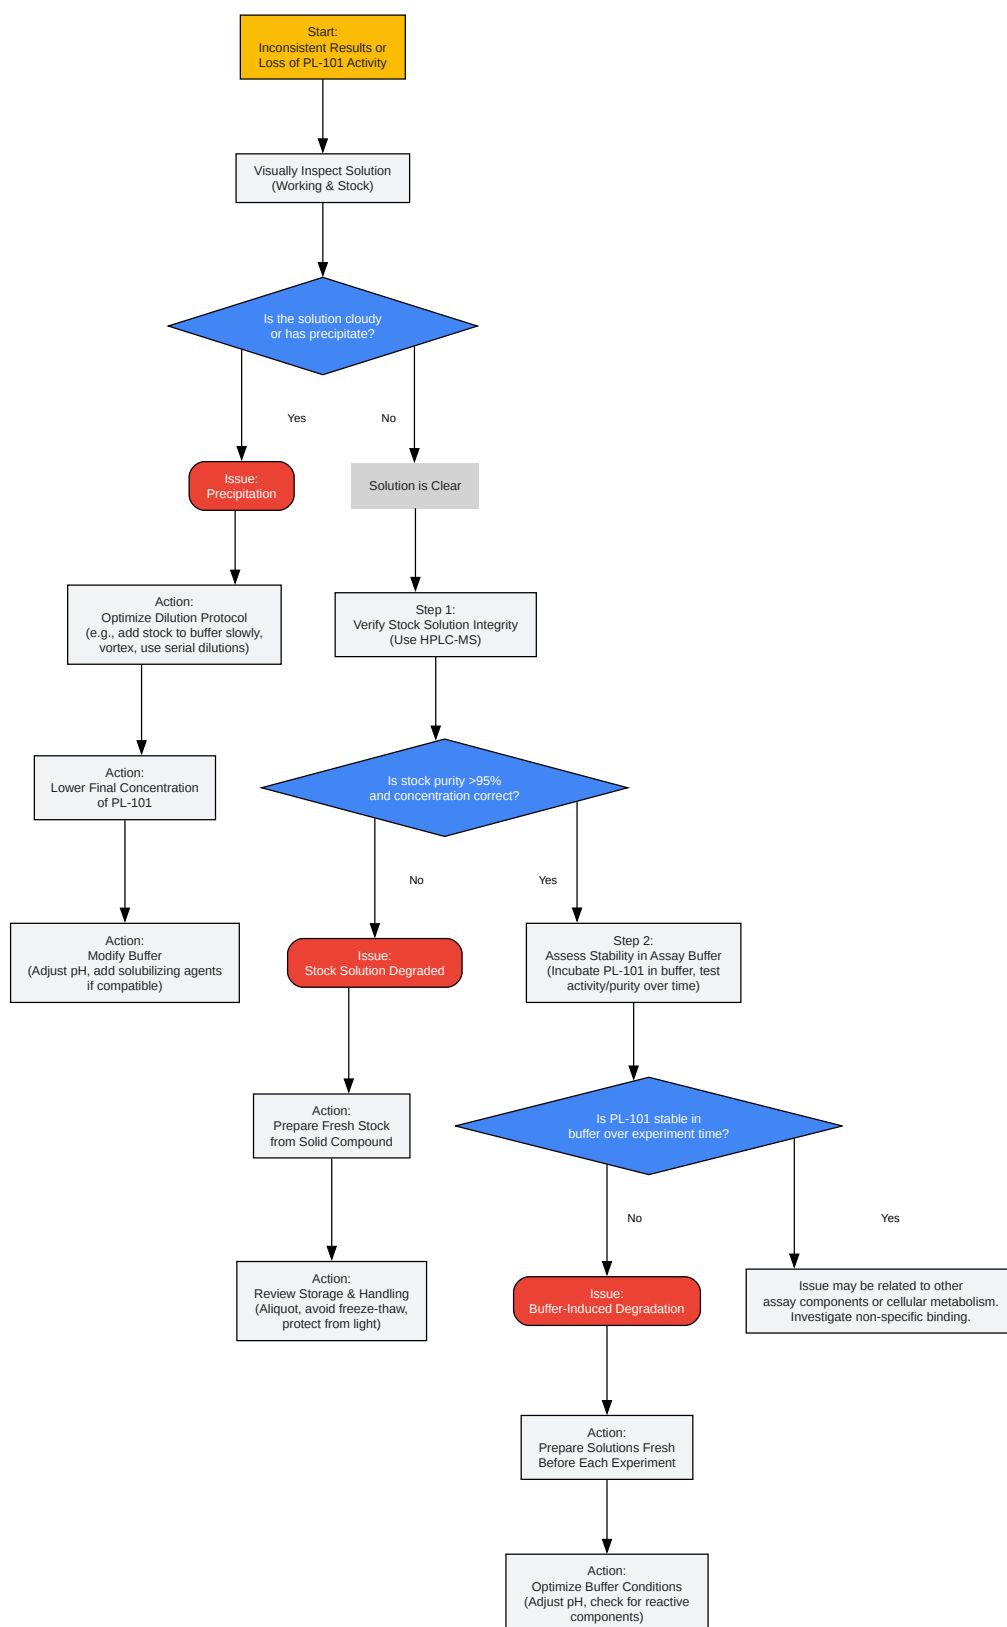 Start:
Inconsistent Results or
Loss of PL-101 Activity
Visually Inspect Solution
(Working & Stock)
Is the solution cloudy
or has precipitate?
Yes
No
Issue:
Precipitation
Solution is Clear
Action:
Optimize Dilution Protocol
(e.g., add stock to buffer slowly,
vortex, use serial dilutions)
Step 1:
Verify Stock Solution Integrity
(Use HPLC-MS)
Action:
Lower Final Concentration
of PL-101
Is stock purity >95%
and concentration correct?
No
Yes
Action:
Modify Buffer
(Adjust pH, add solubilizing agents
if compatible)
Issue:
Stock Solution Degraded
Step 2:
Assess Stability in Assay Buffer
(Incubate PL-101 in buffer, test
activity/purity over time)
Action:
Prepare Fresh Stock
from Solid Compound
Is PL-101 stable in
buffer over experiment time?
No
Yes
Action:
Review Storage & Handling
(Aliquot, avoid freeze-thaw,
protect from light)
Issue:
Buffer-Induced Degradation
Issue may be related to other
assay components or cellular metabolism.
Investigate non-specific binding.
Action:
Prepare Solutions Fresh
Before Each Experiment
Action:
Optimize Buffer Conditions
(Adjust pH, check for reactive
components)